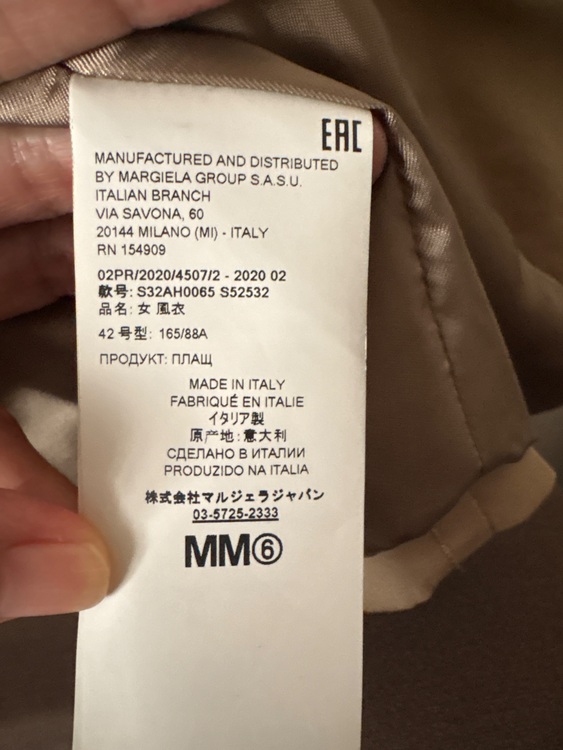 EAC
MANUFACTURED AND DISTRIBUTED
BY MARGIELA GROUP S.A.S.U.
ITALIAN BRANCH
VIA SAVONA, 60
20144 MILANO (MI) - ITALY
RN 154909
02PR/2020/4507/2 - 2020 02
款号: S32AH0065 S52532
品名: 女 風衣
42 号型: 165/88A
ПРОДУКТ: ПЛАЩ
MADE IN ITALY
FABRIQUÉ EN ITALIE
イタリア製
原产地: 意大利
СДЕЛАНО В ИТАЛИИ
PRODUZIDO NA ITALIA
株式会社マルジェラジャパン
03-5725-2333
MM⑥